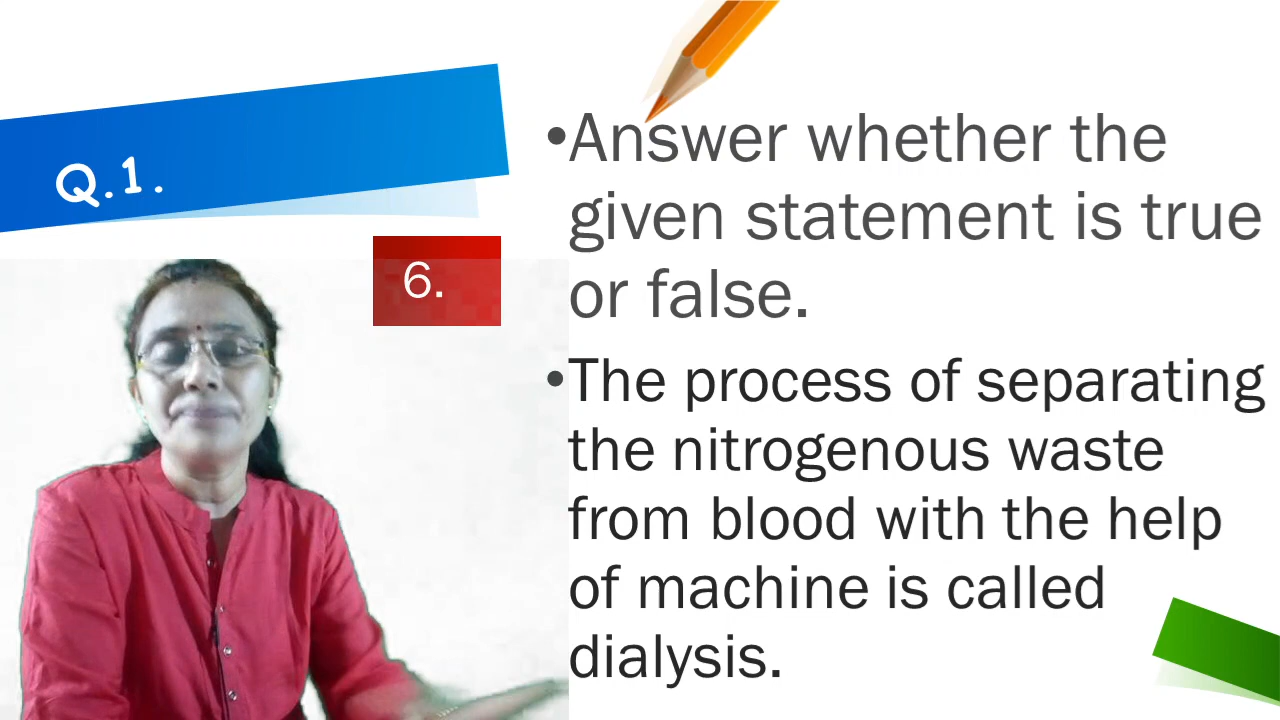 Q.1.
6.
•Answer whether the
given statement is true
or false.
•The process of separating
the nitrogenous waste
from blood with the help
of machine is called
dialysis.